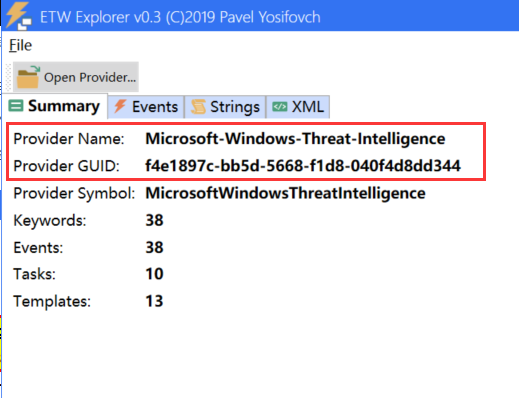 ETW Explorer v0.3 (C)2019 Pavel Yosifovch
File
Open Provider...
Summary Events Strings XML
Provider Name: Microsoft-Windows-Threat-Intelligence
Provider GUID: f4e1897c-bb5d-5668-f1d8-040f4d8dd344
Provider Symbol: MicrosoftWindowsThreatIntelligence
Keywords: 38
Events: 38
Tasks: 10
Templates: 13